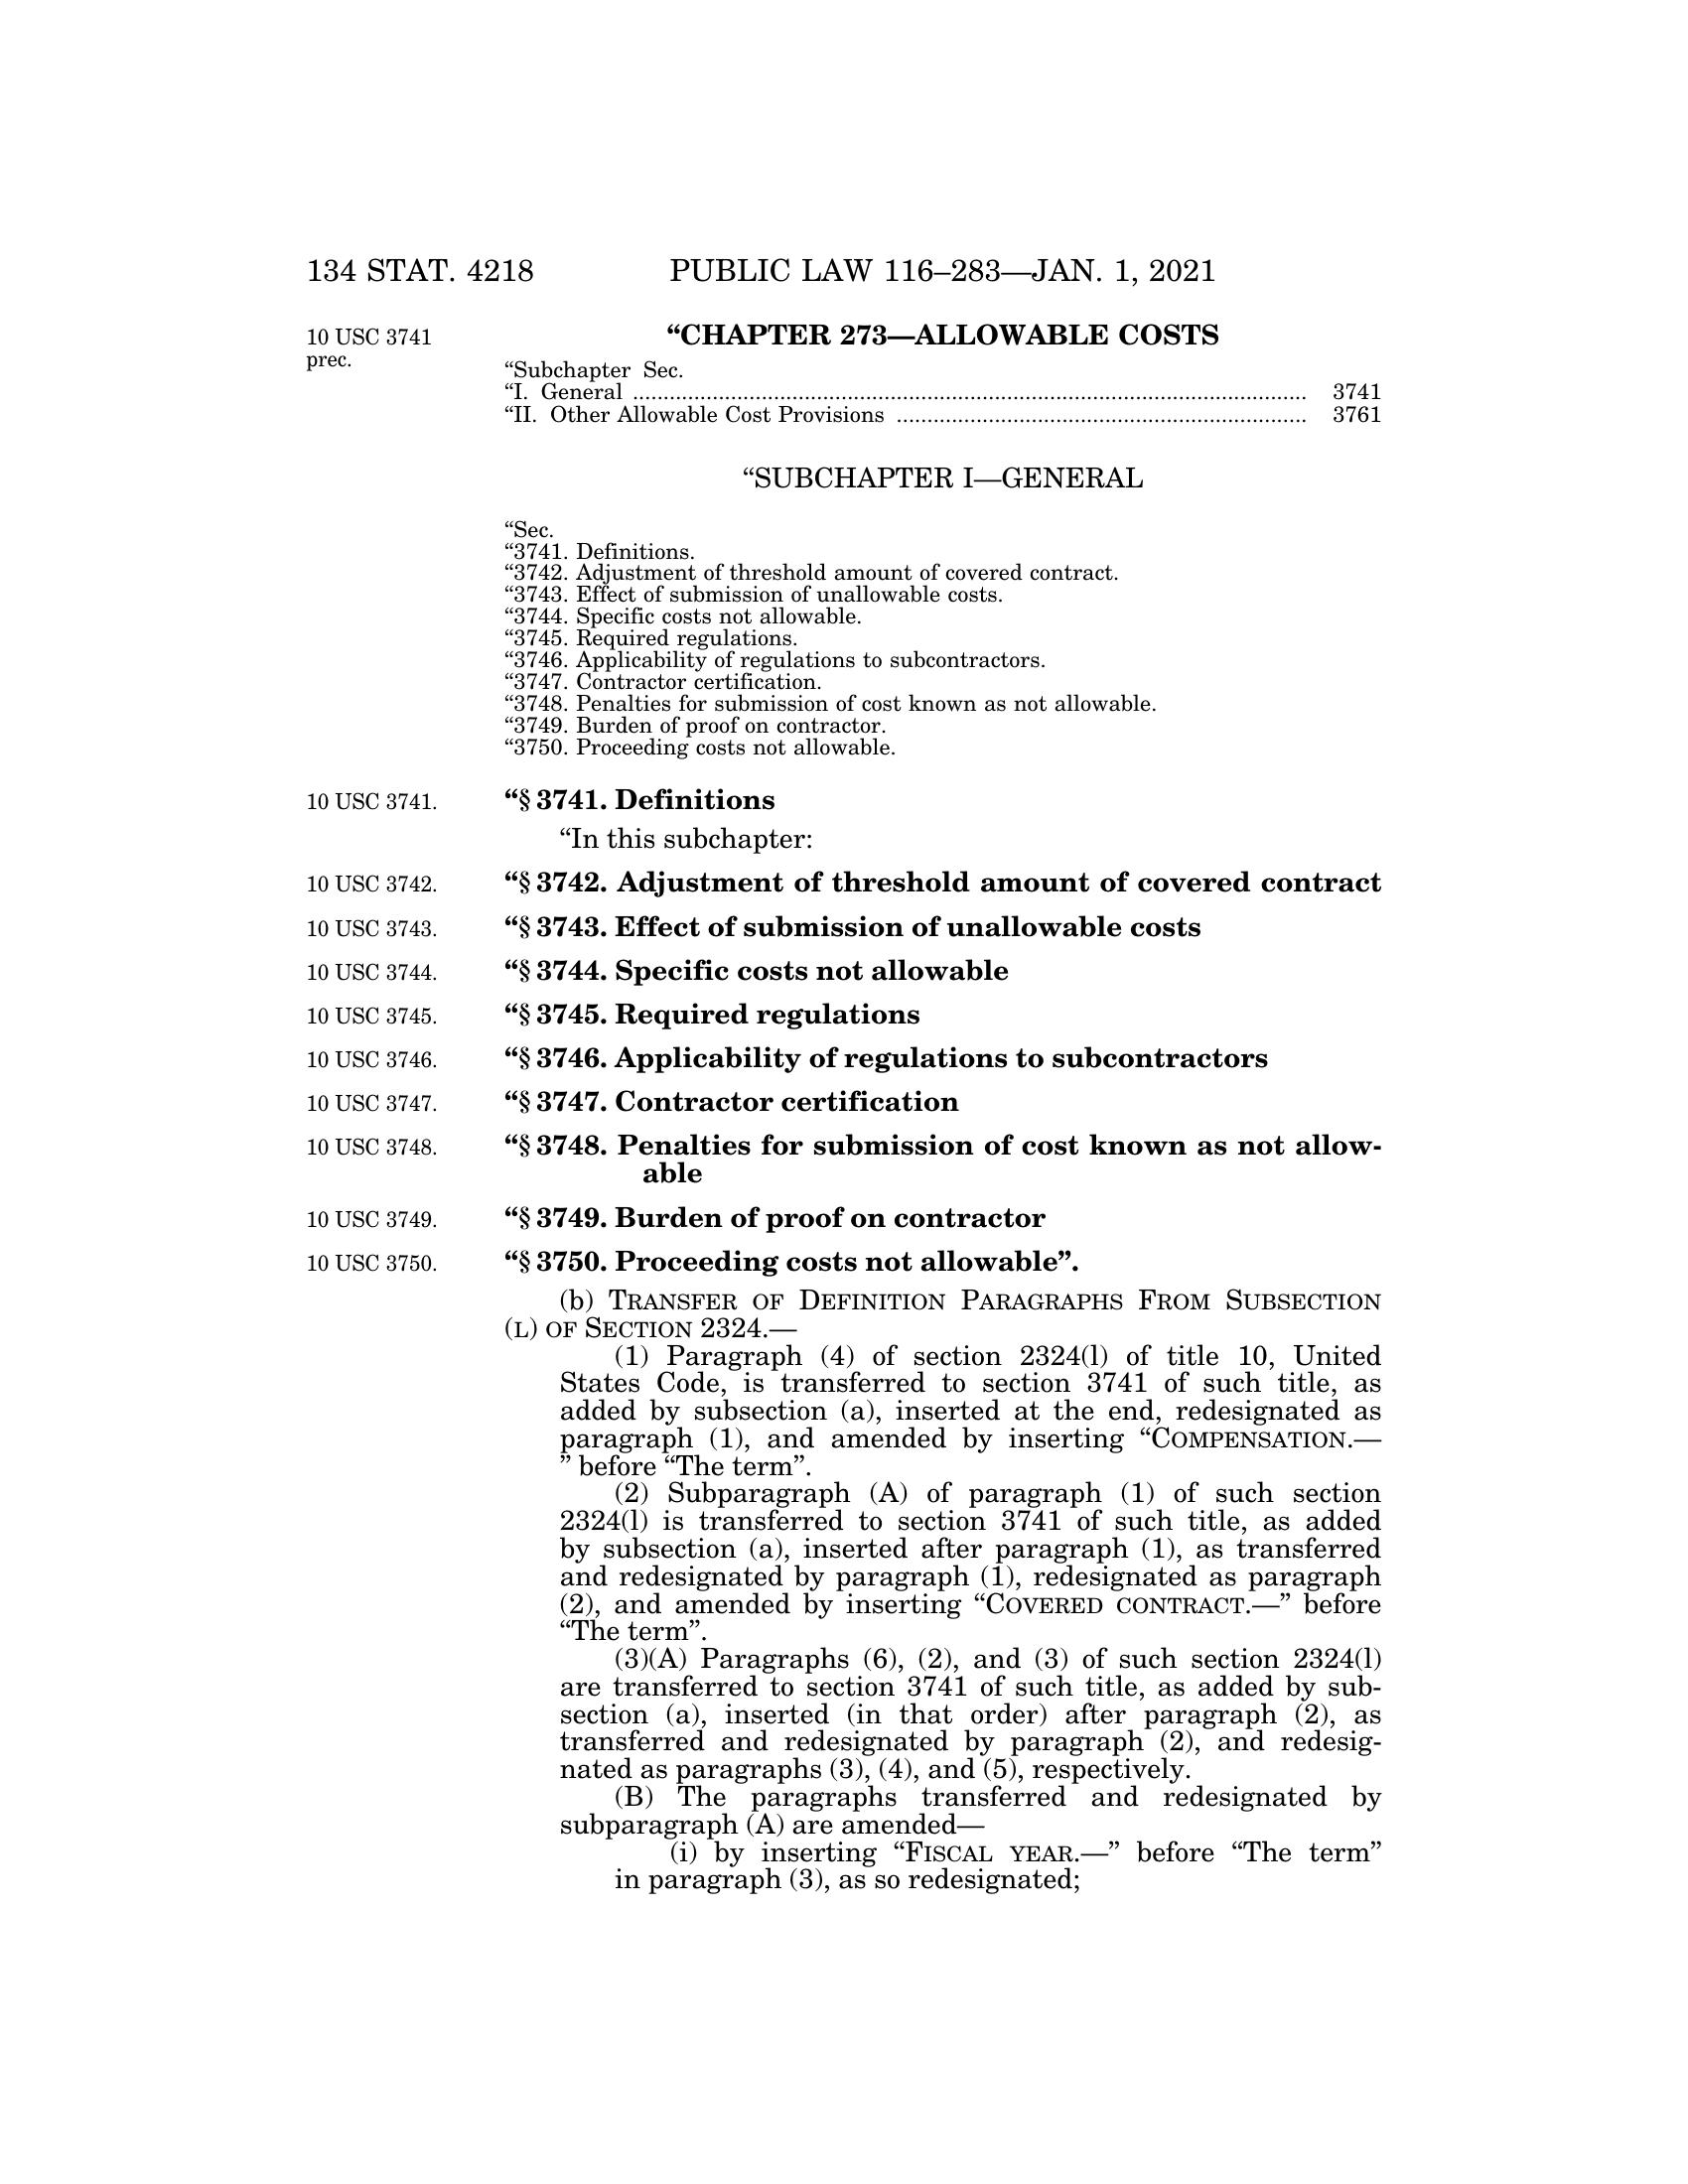 134 STAT. 4218 PUBLIC LAW 116–283—JAN. 1, 2021
10 USC 3741
prec.
“CHAPTER 273—ALLOWABLE COSTS
“Subchapter Sec.
“I. General ............................................................................................................. 3741
“II. Other Allowable Cost Provisions ................................................................... 3761
“SUBCHAPTER I—GENERAL
“Sec.
“3741. Definitions.
“3742. Adjustment of threshold amount of covered contract.
“3743. Effect of submission of unallowable costs.
“3744. Specific costs not allowable.
“3745. Required regulations.
“3746. Applicability of regulations to subcontractors.
“3747. Contractor certification.
“3748. Penalties for submission of cost known as not allowable.
“3749. Burden of proof on contractor.
“3750. Proceeding costs not allowable.
10 USC 3741. “§ 3741. Definitions
“In this subchapter:
10 USC 3742. “§ 3742. Adjustment of threshold amount of covered contract
10 USC 3743. “§ 3743. Effect of submission of unallowable costs
10 USC 3744. “§ 3744. Specific costs not allowable
10 USC 3745. “§ 3745. Required regulations
10 USC 3746. “§ 3746. Applicability of regulations to subcontractors
10 USC 3747. “§ 3747. Contractor certification
10 USC 3748. “§ 3748. Penalties for submission of cost known as not allow-
able
10 USC 3749. “§ 3749. Burden of proof on contractor
10 USC 3750. “§ 3750. Proceeding costs not allowable”.
(b) TRANSFER OF DEFINITION PARAGRAPHS FROM SUBSECTION
(L) OF SECTION 2324.—
(1) Paragraph (4) of section 2324(l) of title 10, United
States Code, is transferred to section 3741 of such title, as
added by subsection (a), inserted at the end, redesignated as
paragraph (1), and amended by inserting “COMPENSATION.—
” before “The term”.
(2) Subparagraph (A) of paragraph (1) of such section
2324(l) is transferred to section 3741 of such title, as added
by subsection (a), inserted after paragraph (1), as transferred
and redesignated by paragraph (1), redesignated as paragraph
(2), and amended by inserting “COVERED CONTRACT.—” before
“The term”.
(3)(A) Paragraphs (6), (2), and (3) of such section 2324(l)
are transferred to section 3741 of such title, as added by sub-
section (a), inserted (in that order) after paragraph (2), as
transferred and redesignated by paragraph (2), and redesig-
nated as paragraphs (3), (4), and (5), respectively.
(B) The paragraphs transferred and redesignated by
subparagraph (A) are amended—
(i) by inserting “FISCAL YEAR.—” before “The term”
in paragraph (3), as so redesignated;